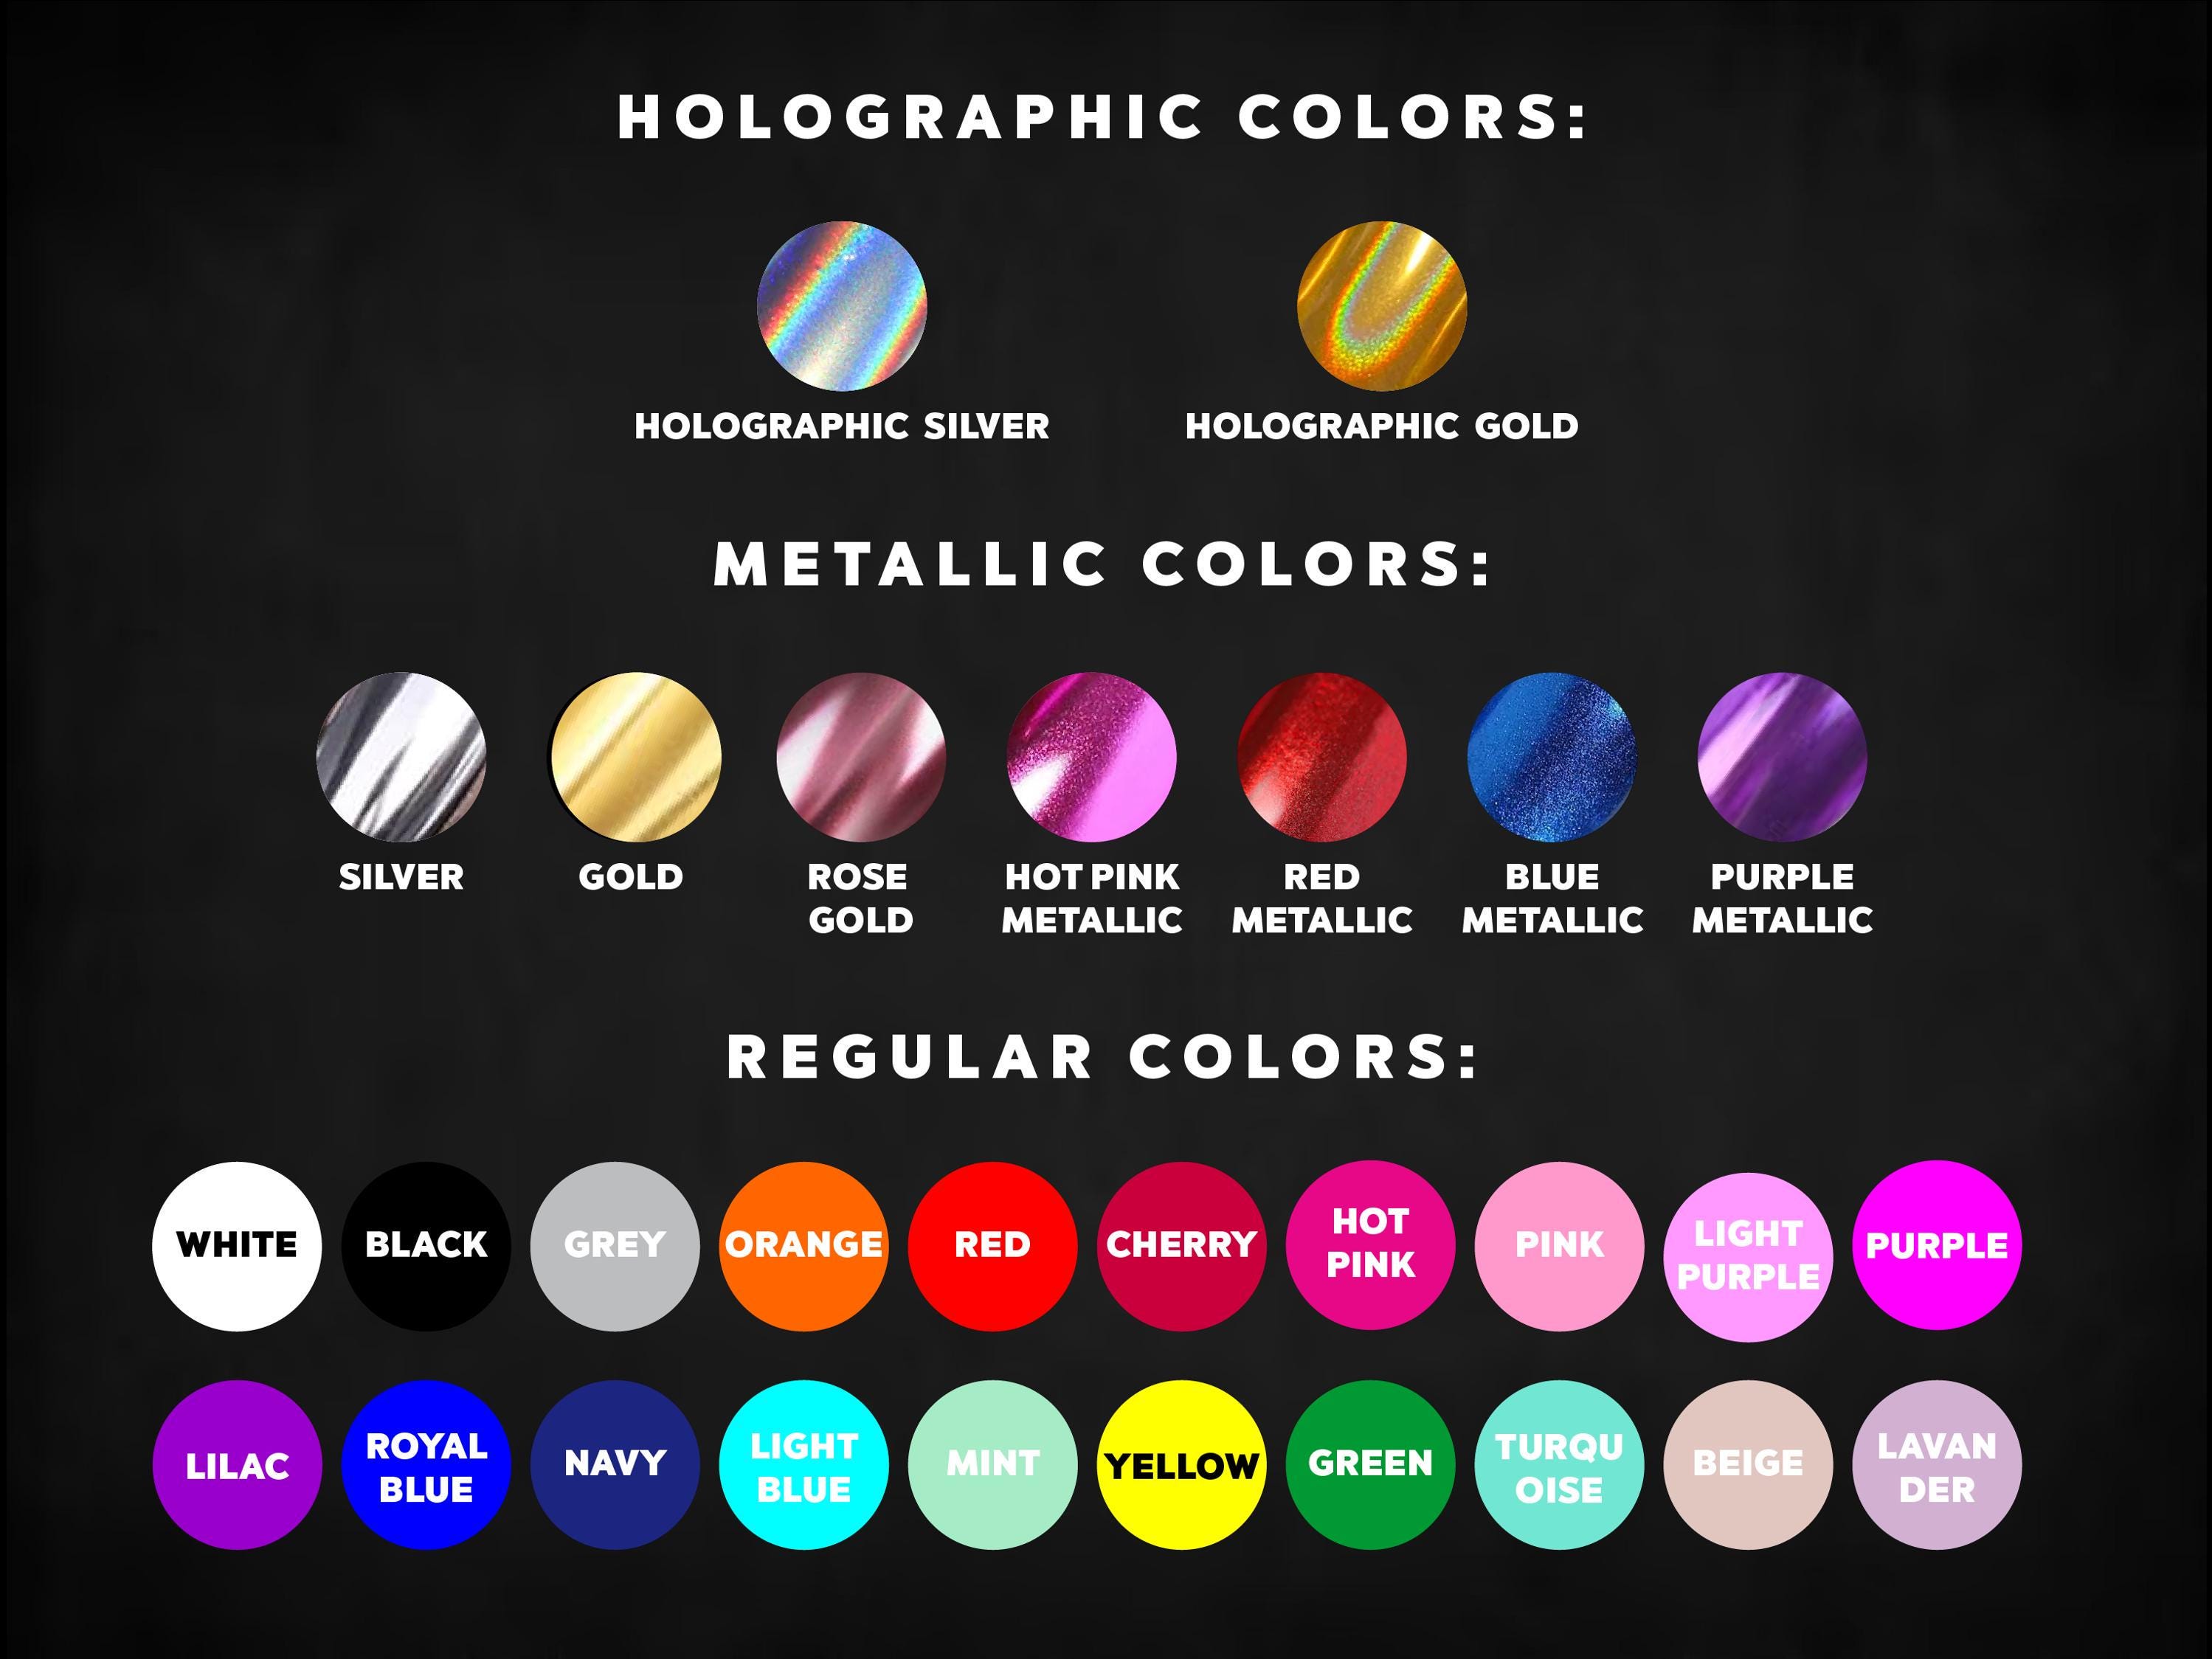 HOLOGRAPHIC COLORS:
HOLOGRAPHIC SILVER
HOLOGRAPHIC GOLD
METALLIC COLORS:
SILVER
GOLD
ROSE
GOLD
HOT PINK
METALLIC
RED
METALLIC
BLUE
METALLIC
PURPLE
METALLIC
REGULAR COLORS:
WHITE
BLACK
GREY
ORANGE
RED
CHERRY
HOT
PINK
PINK
LIGHT
PURPLE
PURPLE
LILAC
ROYAL
BLUE
NAVY
LIGHT
BLUE
MINT
YELLOW
GREEN
TURQU
OISE
BEIGE
LAVAN
DER